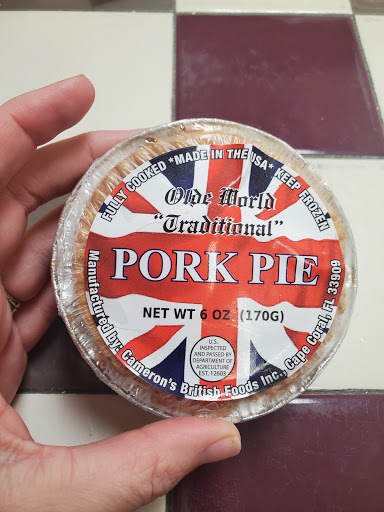 FULLY COOKED *MADE IN THE USA* KEEP FROZEN
Olde World
"Traditional"
PORK PIE
NET WT 6 OZ. (170G)
U.S.
INSPECTED
AND PASSED BY
DEPARTMENT OF
AGRICULTURE
EST. 12603
Manufactured by: Cameron's British Foods Inc., Cape Coral FL 33909